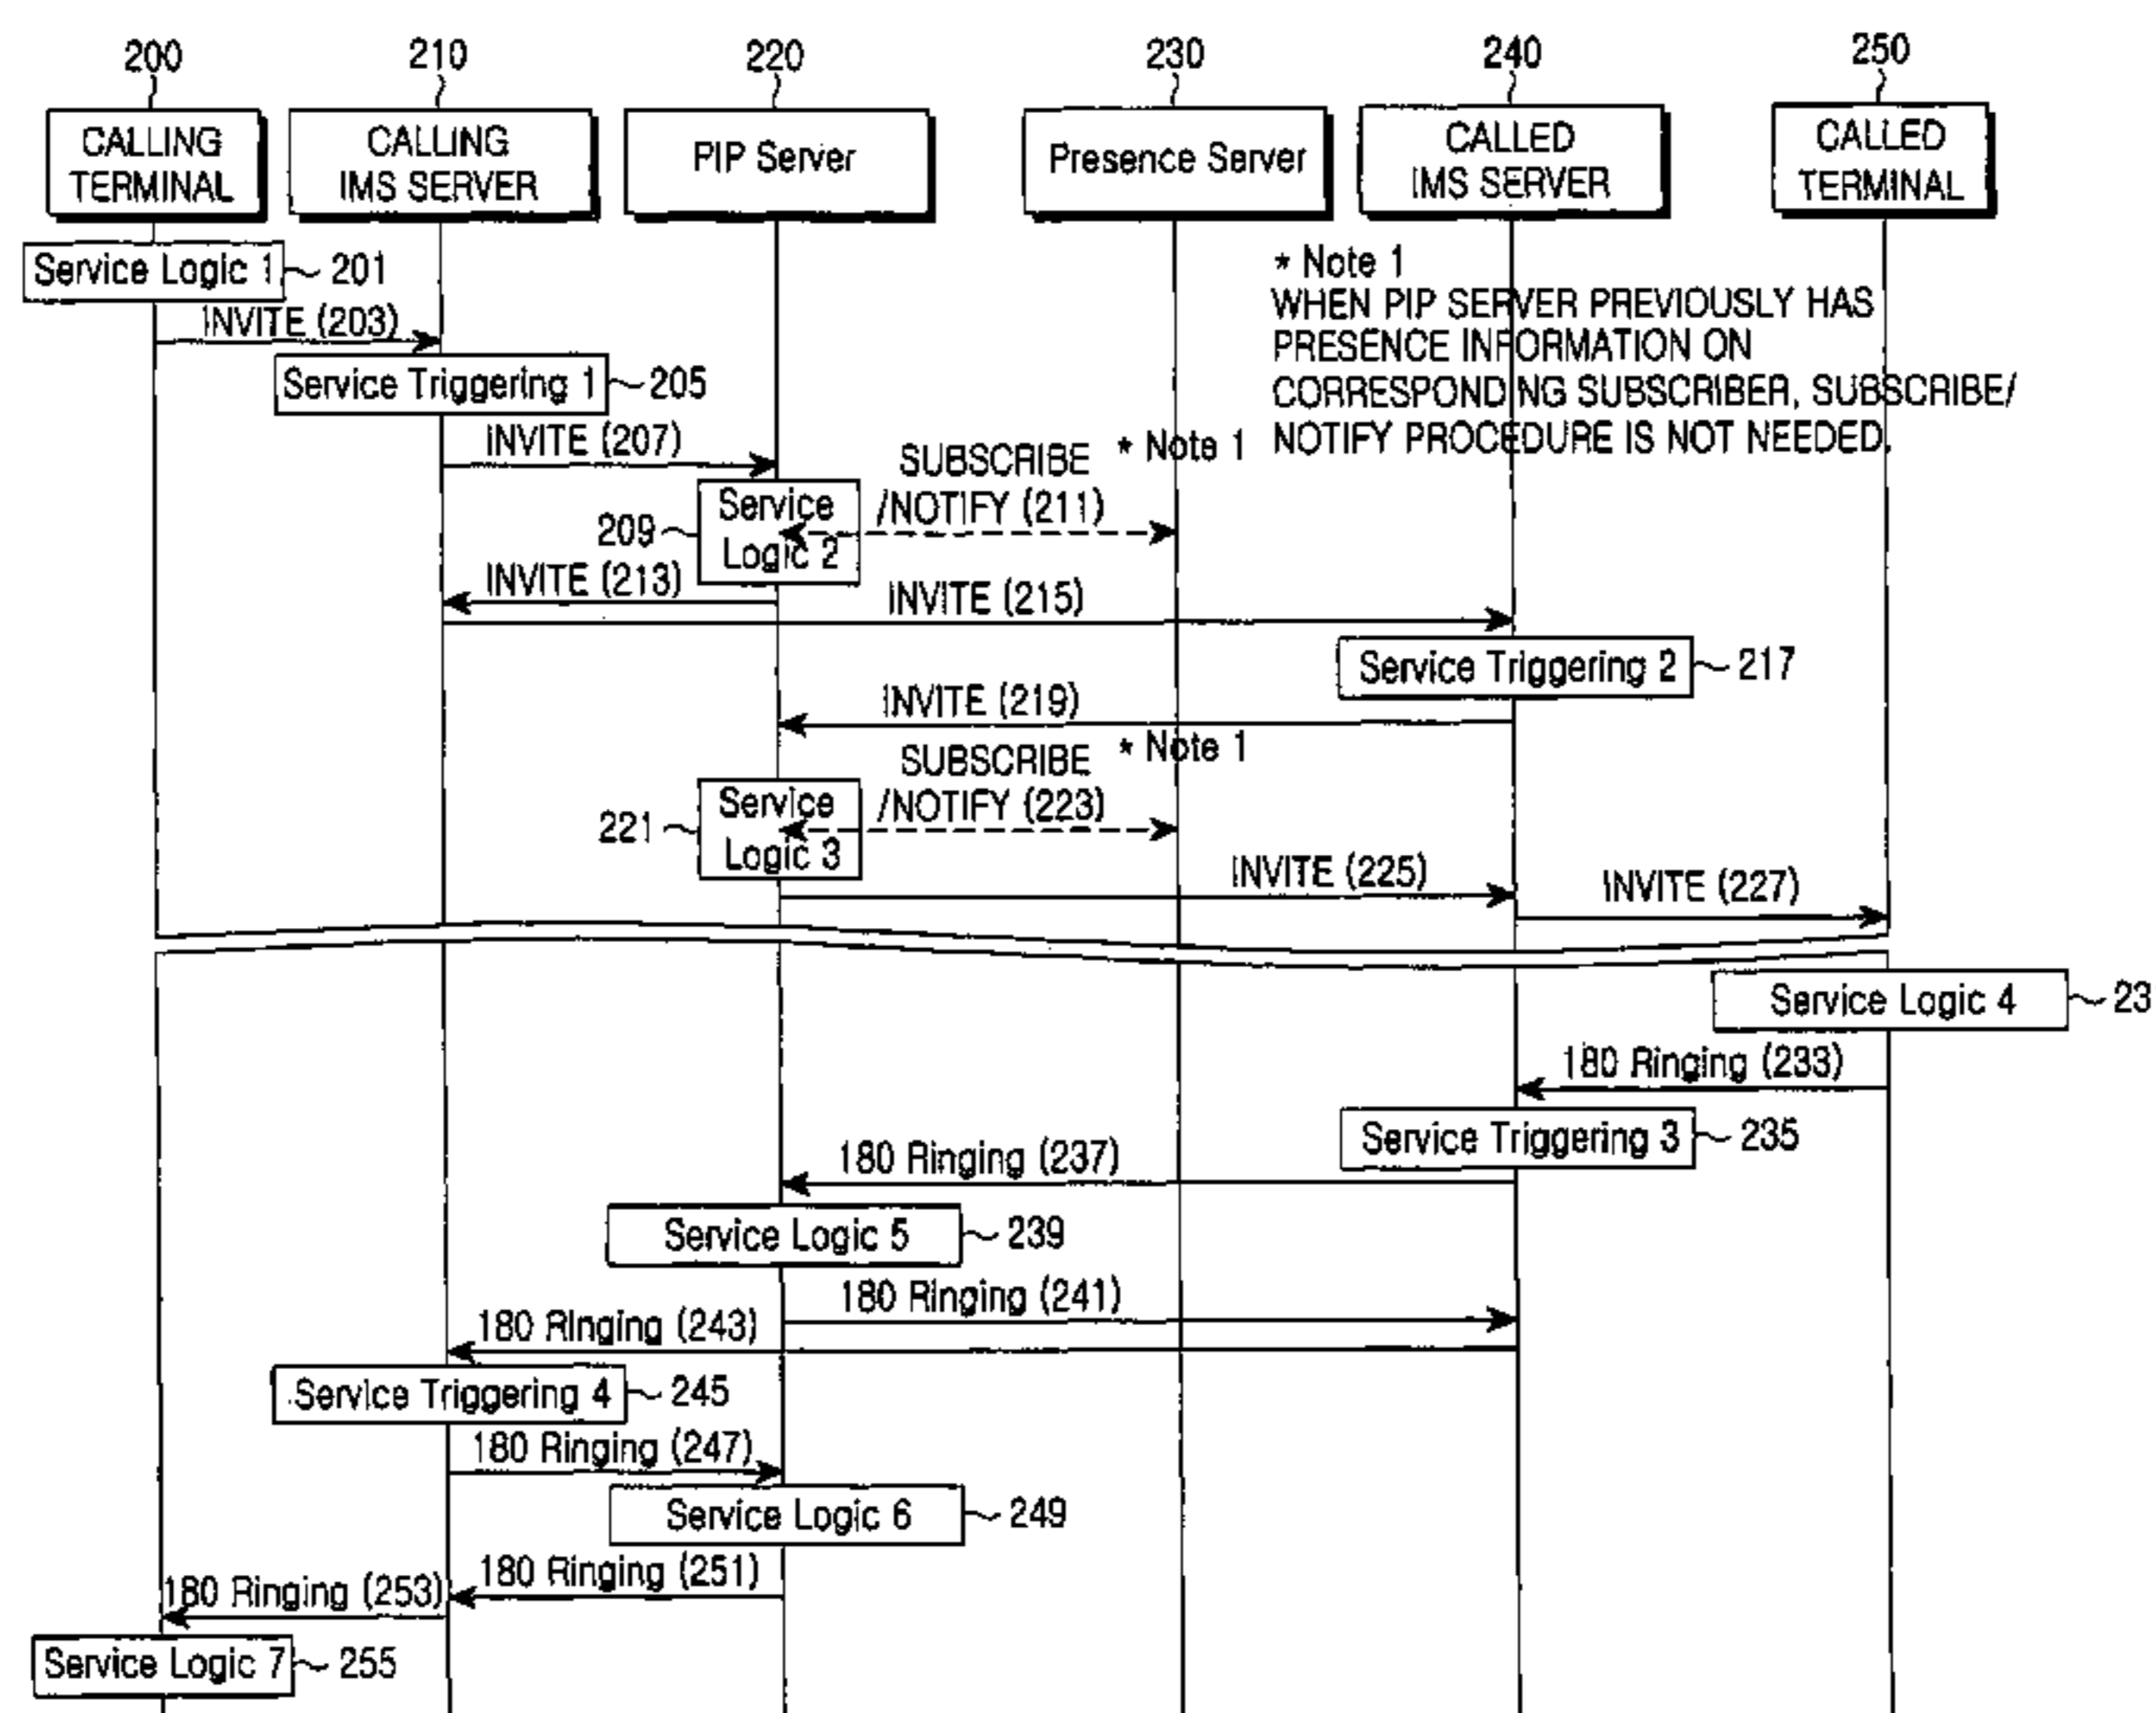 200
210
220
230
240
250
CALLING
TERMINAL
CALLING
IMS SERVER
PIP Server
Presence Server
CALLED
IMS SERVER
CALLED
TERMINAL
Service Logic 1
201
* Note 1
WHEN PIP SERVER PREVIOUSLY HAS
PRESENCE INFORMATION ON
CORRESPONDING SUBSCRIBER, SUBSCRIBE/
NOTIFY PROCEDURE IS NOT NEEDED.
INVITE (203)
Service Triggering 1
205
INVITE (207)
SUBSCRIBE
/NOTIFY (211)
* Note 1
Service
Logic 2
209
INVITE (213)
INVITE (215)
Service Triggering 2
217
INVITE (219)
SUBSCRIBE
/NOTIFY (223)
* Note 1
Service
Logic 3
221
INVITE (225)
INVITE (227)
Service Logic 4
23
180 Ringing (233)
Service Triggering 3
235
180 Ringing (237)
Service Logic 5
239
180 Ringing (241)
180 Ringing (243)
Service Triggering 4
245
180 Ringing (247)
Service Logic 6
249
180 Ringing (251)
180 Ringing (253)
Service Logic 7
255